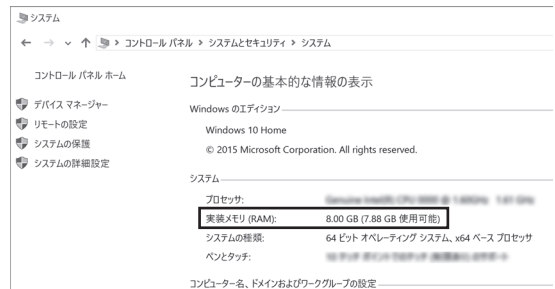 システム
コントロール パネル > システムとセキュリティ > システム
コントロール パネル ホーム
デバイス マネージャー
リモートの設定
システムの保護
システムの詳細設定
コンピューターの基本的な情報の表示
Windows のエディション
Windows 10 Home
© 2015 Microsoft Corporation. All rights reserved.
システム
プロセッサ:
実装メモリ (RAM): 8.00 GB (7.88 GB 使用可能)
システムの種類: 64 ビット オペレーティング システム、x64 ベース プロセッサ
ペンとタッチ:
コンピューター名、ドメインおよびワークグループの設定